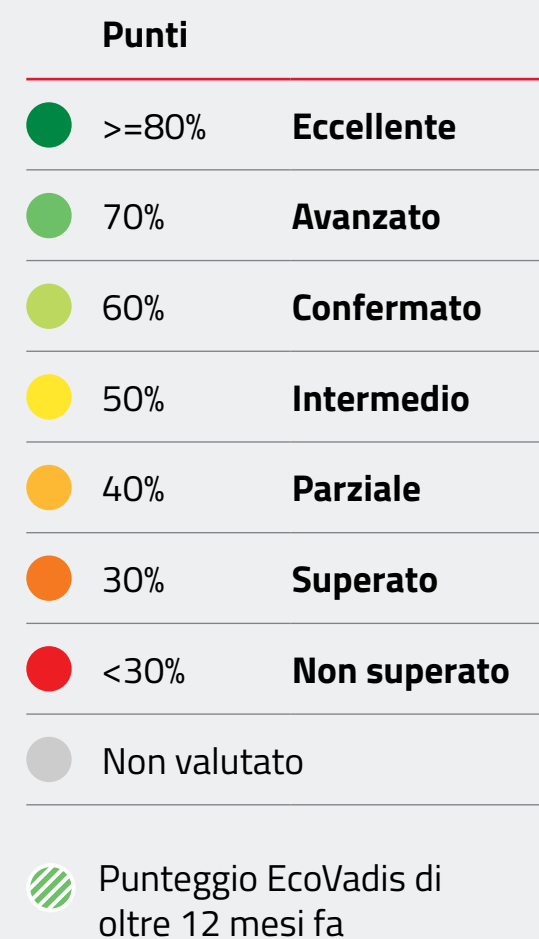 Punti
>=80% Eccellente
70% Avanzato
60% Confermato
50% Intermedio
40% Parziale
30% Superato
<30% Non superato
Non valutato
Punteggio EcoVadis di
oltre 12 mesi fa